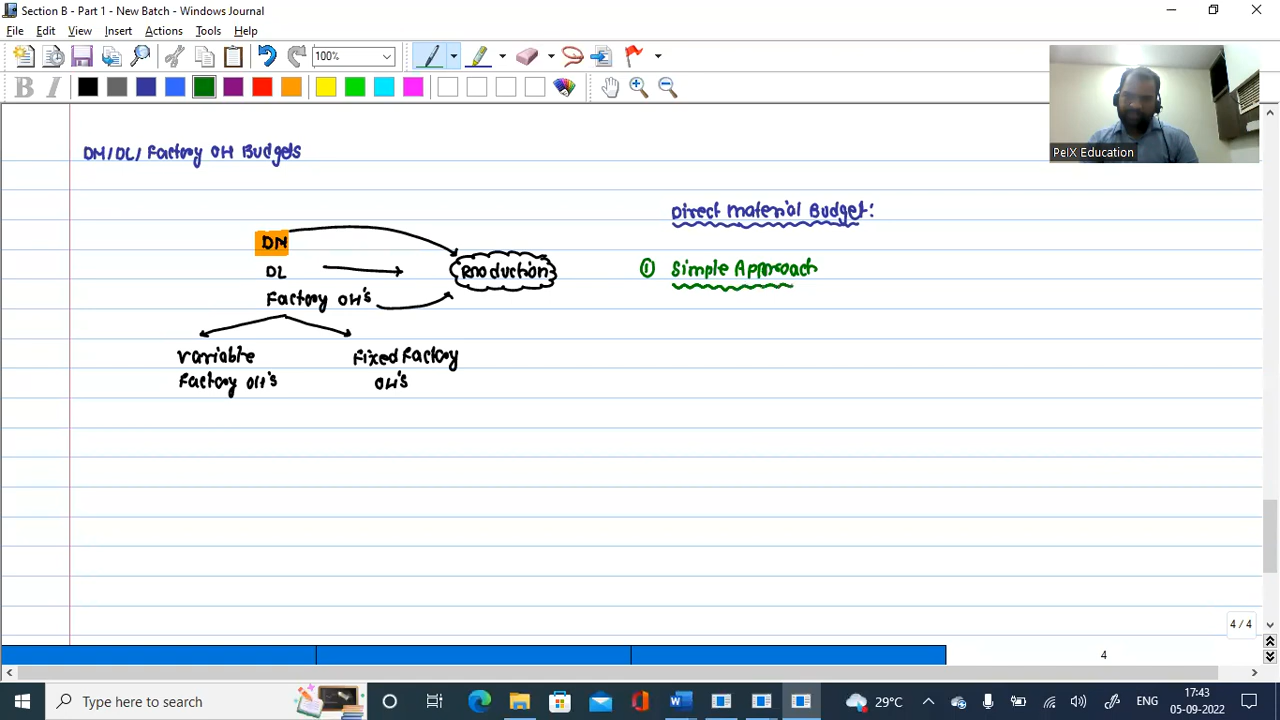 Section B - Part 1 - New Batch - Windows Journal
File Edit View Insert Actions Tools Help
100%
B I
PelX Education
DM/DL/ Factory OH Budgets
Direct Material Budget:
DM
DL
Production
① Simple Approach
Factory OH's
Variable
Factory OH's
Fixed Factory
OH's
4 / 4
4
Type here to search
29°C
ENG
17:43
05-09-2022